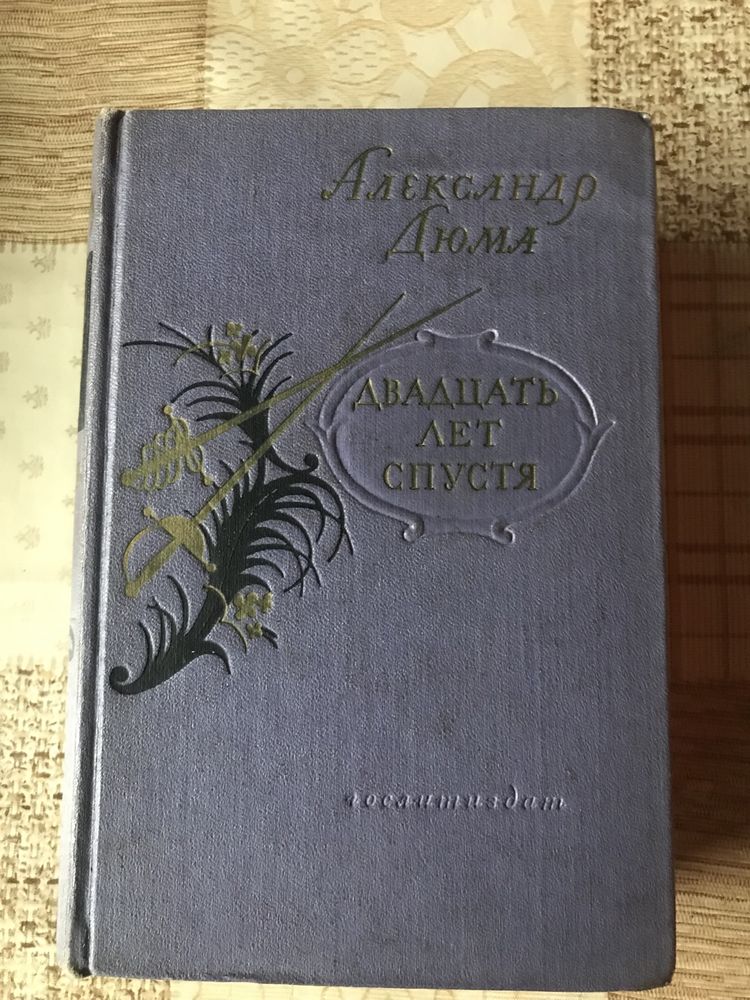 Александр
Дюма
ДВАДЦАТЬ
ЛЕТ
СПУСТЯ
гослитиздат